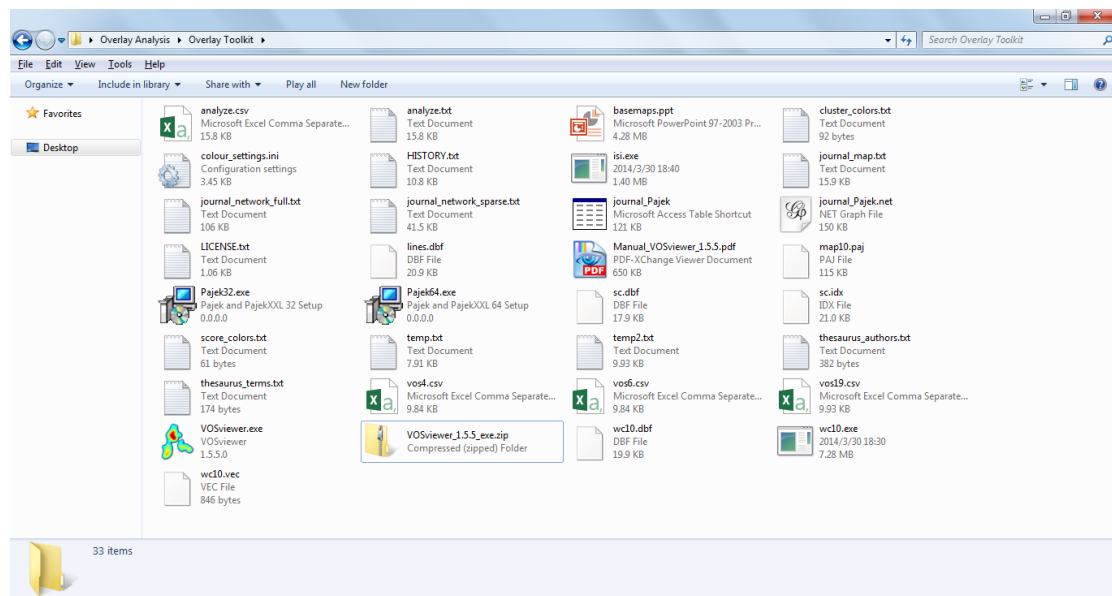 Overlay Analysis Overlay Toolkit Search Overlay Toolkit
File Edit View Tools Help
Organize Include in library Share with Play all New folder
Favorites
Desktop
analyze.csv
Microsoft Excel Comma Separate...
15.8 KB
analyze.txt
Text Document
15.8 KB
basemaps.ppt
Microsoft PowerPoint 97-2003 Pr...
4.28 MB
cluster_colors.txt
Text Document
92 bytes
colour_settings.ini
Configuration settings
3.45 KB
HISTORY.txt
Text Document
10.8 KB
isi.exe
2014/3/30 18:40
1.40 MB
journal_map.txt
Text Document
15.9 KB
journal_network_full.txt
Text Document
106 KB
journal_network_sparse.txt
Text Document
41.5 KB
journal_Pajek
Microsoft Access Table Shortcut
121 KB
journal_Pajek.net
NET Graph File
150 KB
LICENSE.txt
Text Document
1.06 KB
lines.dbf
DBF File
20.9 KB
PDF
Manual_VOSviewer_1.5.5.pdf
PDF-XChange Viewer Document
650 KB
map10.paj
PAJ File
115 KB
Pajek32.exe
Pajek and PajekXXL 32 Setup
0.0.0.0
Pajek64.exe
Pajek and PajekXXL 64 Setup
0.0.0.0
sc.dbf
DBF File
17.9 KB
sc.idx
IDX File
21.0 KB
score_colors.txt
Text Document
61 bytes
temp.txt
Text Document
7.91 KB
temp2.txt
Text Document
9.93 KB
thesaurus_authors.txt
Text Document
382 bytes
thesaurus_terms.txt
Text Document
174 bytes
vos4.csv
Microsoft Excel Comma Separate...
9.84 KB
vos6.csv
Microsoft Excel Comma Separate...
9.84 KB
vos19.csv
Microsoft Excel Comma Separate...
9.93 KB
VOSviewer.exe
VOSviewer
1.5.5.0
VOSviewer_1.5.5_exe.zip
Compressed (zipped) Folder
wc10.dbf
DBF File
19.9 KB
wc10.exe
2014/3/30 18:30
7.28 MB
wc10.vec
VEC File
846 bytes
33 items